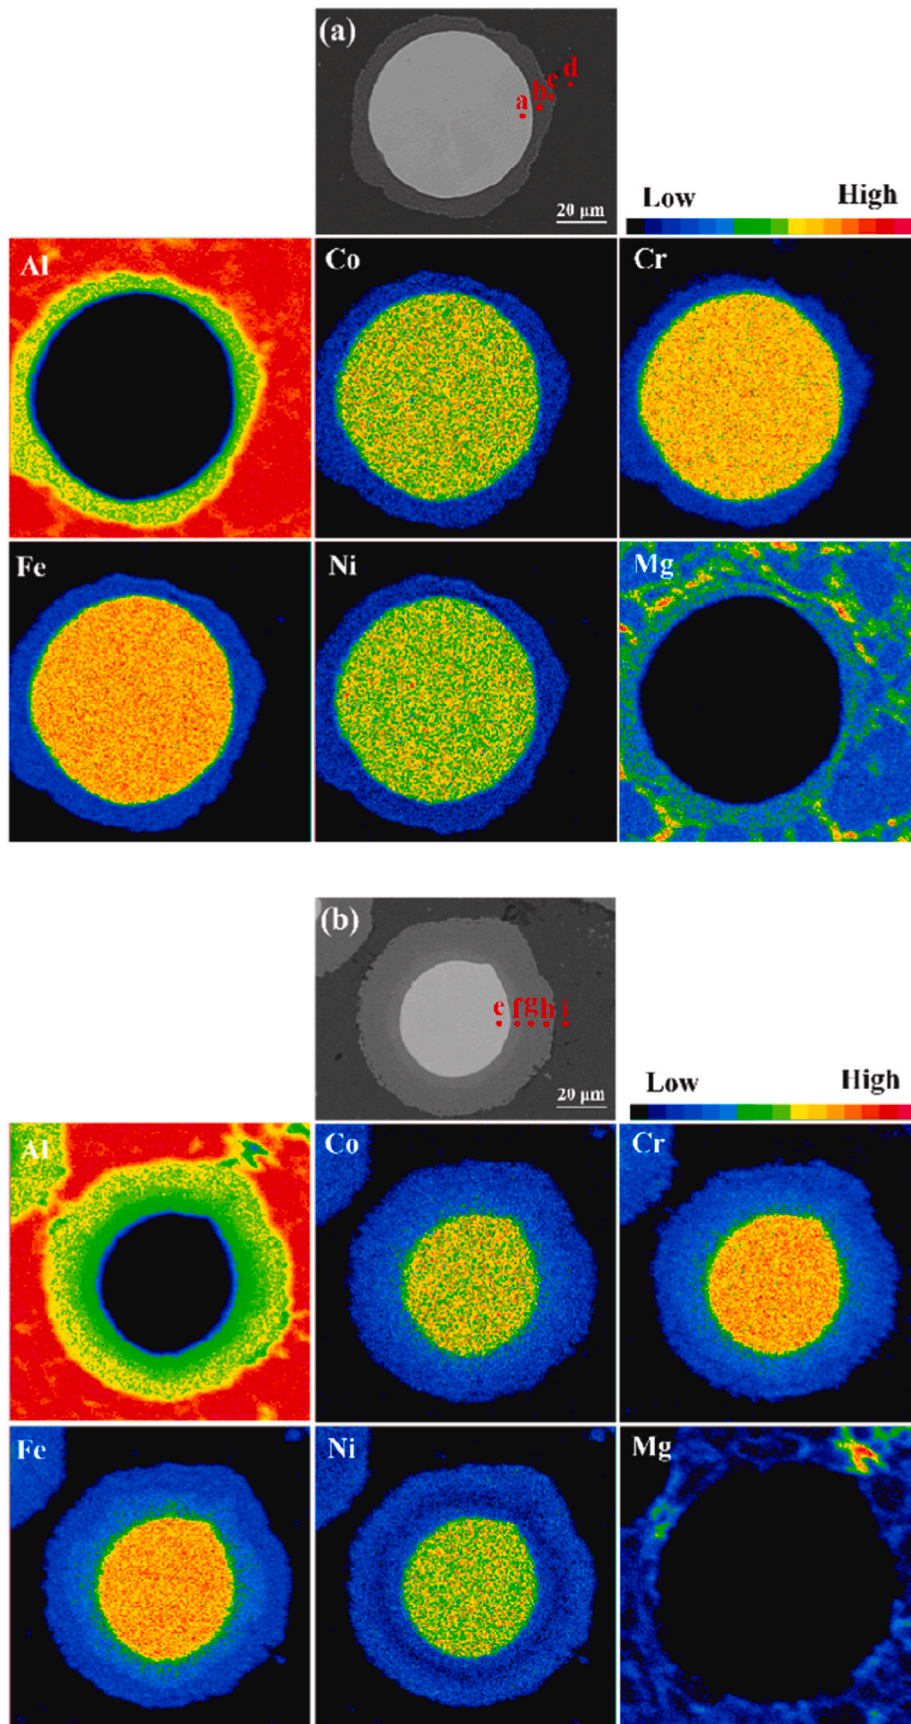 (a)
d
c
b
a
20 μm
Low High
Al Co Cr
Fe Ni Mg
(b)
e f g h i
20 μm
Low High
Al Co Cr
Fe Ni Mg